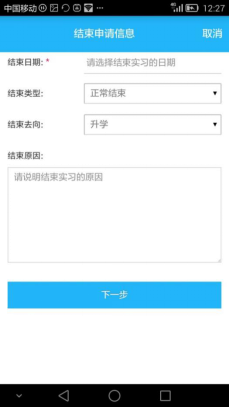 中国移动 12:27
结束申请信息 取消
结束日期: * 请选择结束实习的日期
结束类型: 正常结束
结束去向: 升学
结束原因:
请说明结束实习的原因
下一步